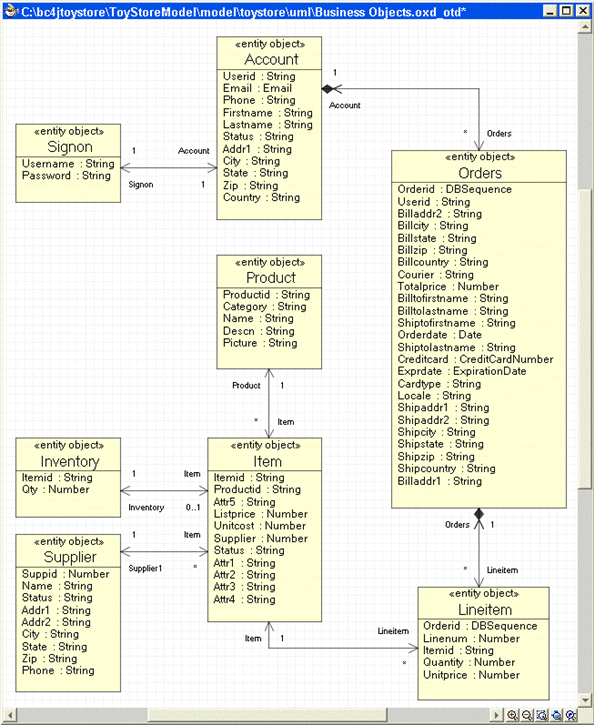 C:\bc4jtoystore\ToyStoreModel\model\toystore\uml\Business Objects.oxd_otd*
«entity object»
Account
Userid : String
Email : Email
Phone : String
Firstname : String
Lastname : String
Status : String
Addr1 : String
City : String
State : String
Zip : String
Country : String
1
Account
*
Orders
«entity object»
Signon
Username : String
Password : String
1
Account
Signon
1
«entity object»
Orders
Orderid : DBSequence
Userid : String
Billaddr2 : String
Billcity : String
Billstate : String
Billzip : String
Billcountry : String
Courier : String
Totalprice : Number
Billtofirstname : String
Billtolastname : String
Shiptofirstname : String
Orderdate : Date
Shiptolastname : String
Creditcard : CreditCardNumber
Exprdate : ExpirationDate
Cardtype : String
Locale : String
Shipaddr1 : String
Shipaddr2 : String
Shipcity : String
Shipstate : String
Shipzip : String
Shipcountry : String
Billaddr1 : String
«entity object»
Product
Productid : String
Category : String
Name : String
Descn : String
Picture : String
Product
1
*
Item
«entity object»
Inventory
Itemid : String
Qty : Number
1
Item
Inventory
0..1
«entity object»
Item
Itemid : String
Productid : String
Attr5 : String
Listprice : Number
Unitcost : Number
Supplier : Number
Status : String
Attr1 : String
Attr2 : String
Attr3 : String
Attr4 : String
«entity object»
Supplier
Suppid : Number
Name : String
Status : String
Addr1 : String
Addr2 : String
City : String
State : String
Zip : String
Phone : String
1
Item
Supplier1
*
Orders
1
*
Lineitem
Item
1
Lineitem
*
«entity object»
Lineitem
Orderid : DBSequence
Linenum : Number
Itemid : String
Quantity : Number
Unitprice : Number